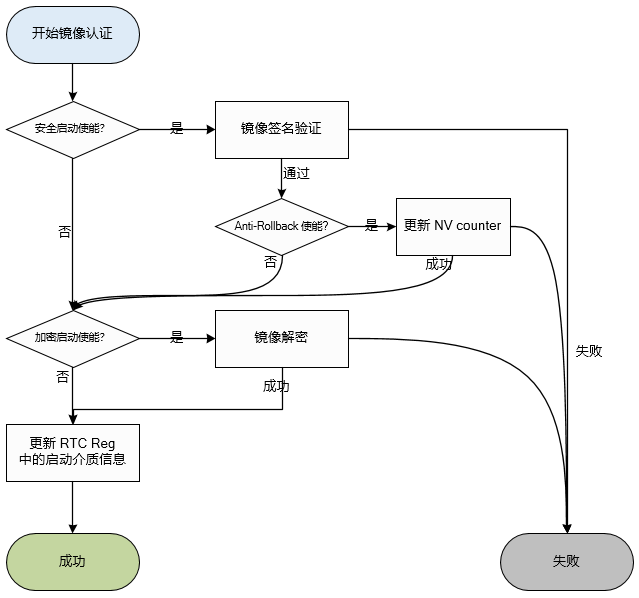 开始镜像认证
安全启动使能?
是
镜像签名验证
通过
否
Anti-Rollback 使能?
是
更新 NV counter
否
成功
加密启动使能?
是
镜像解密
失败
否
成功
更新 RTC Reg
中的启动介质信息
成功
失败